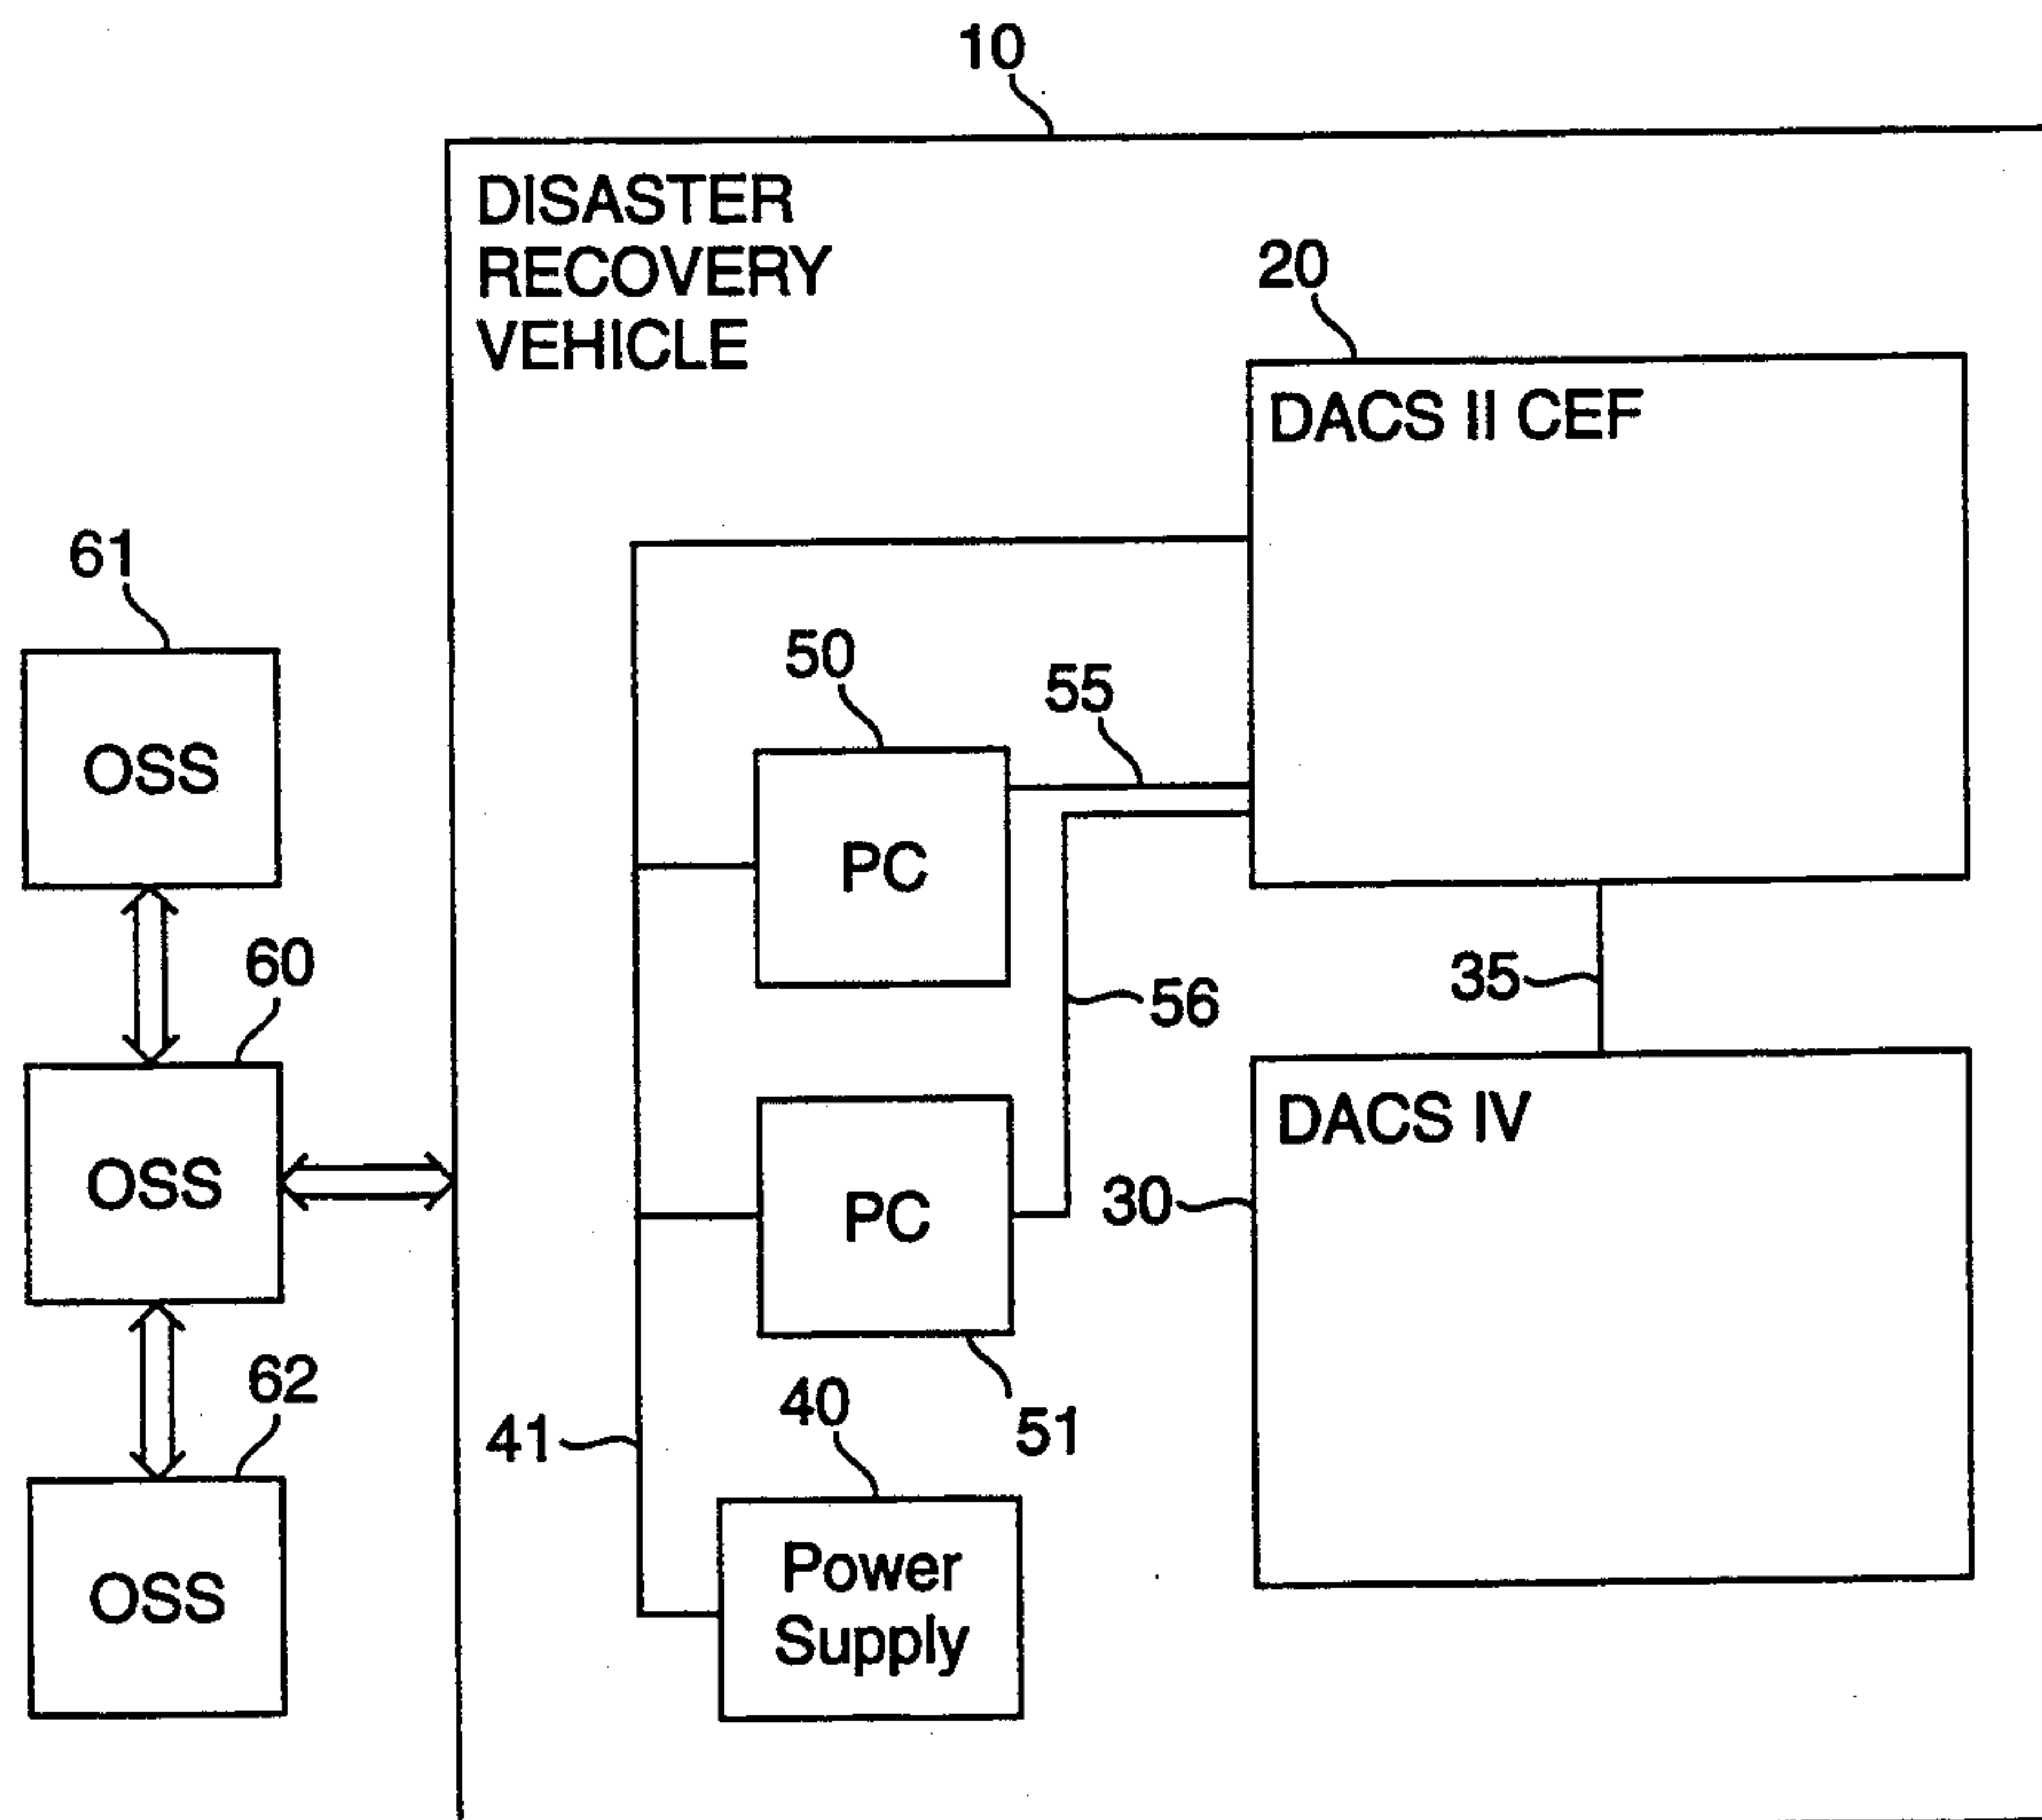 10
DISASTER
RECOVERY
VEHICLE
20
DACS II CEF
61
OSS
50
55
PC
60
OSS
56
35
PC
DACS IV
30
51
62
OSS
41
40
Power
Supply